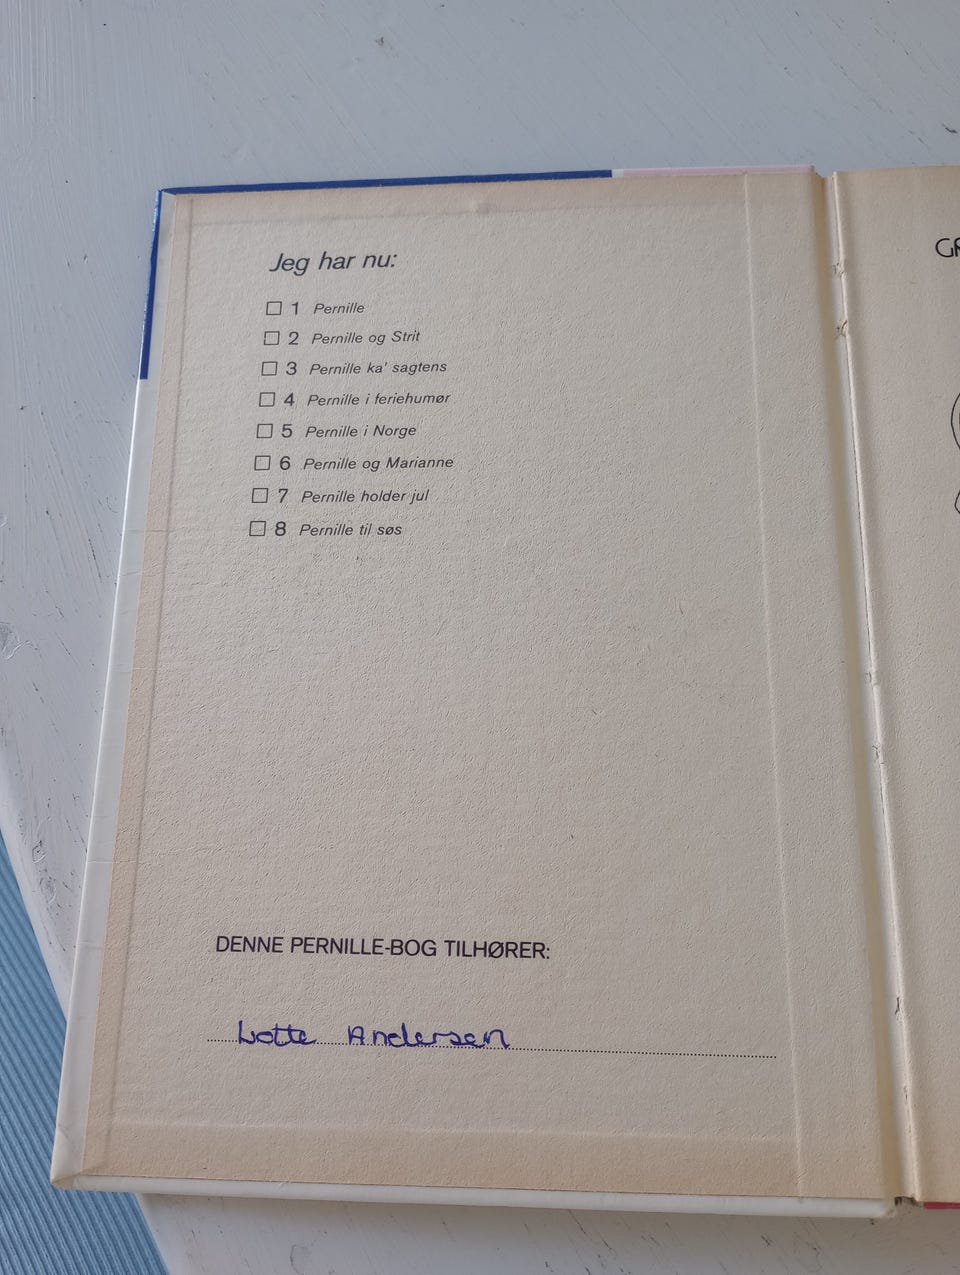 Jeg har nu:
☐ 1 Pernille
☐ 2 Pernille og Strit
☐ 3 Pernille ka' sagtens
☐ 4 Pernille i feriehumør
☐ 5 Pernille i Norge
☐ 6 Pernille og Marianne
☐ 7 Pernille holder jul
☐ 8 Pernille til søs
DENNE PERNILLE-BOG TILHØRER:
Lotte Andersen